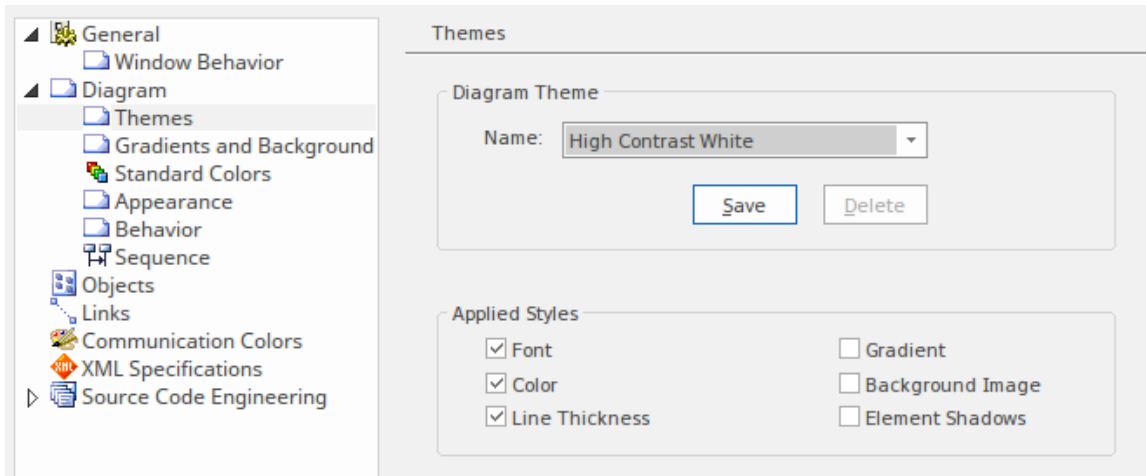 General
Window Behavior
Diagram
Themes
Gradients and Background
Standard Colors
Appearance
Behavior
Sequence
Objects
Links
Communication Colors
XML Specifications
Source Code Engineering
Themes
Diagram Theme
Name: High Contrast White
Save Delete
Applied Styles
Font Gradient
Color Background Image
Line Thickness Element Shadows